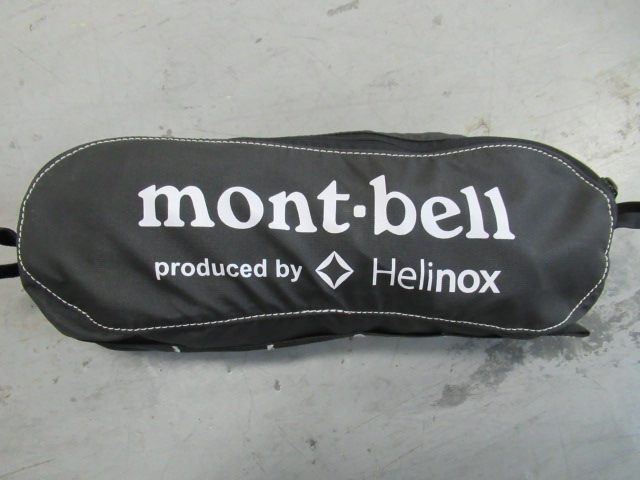 mont·bell
produced by Helinox